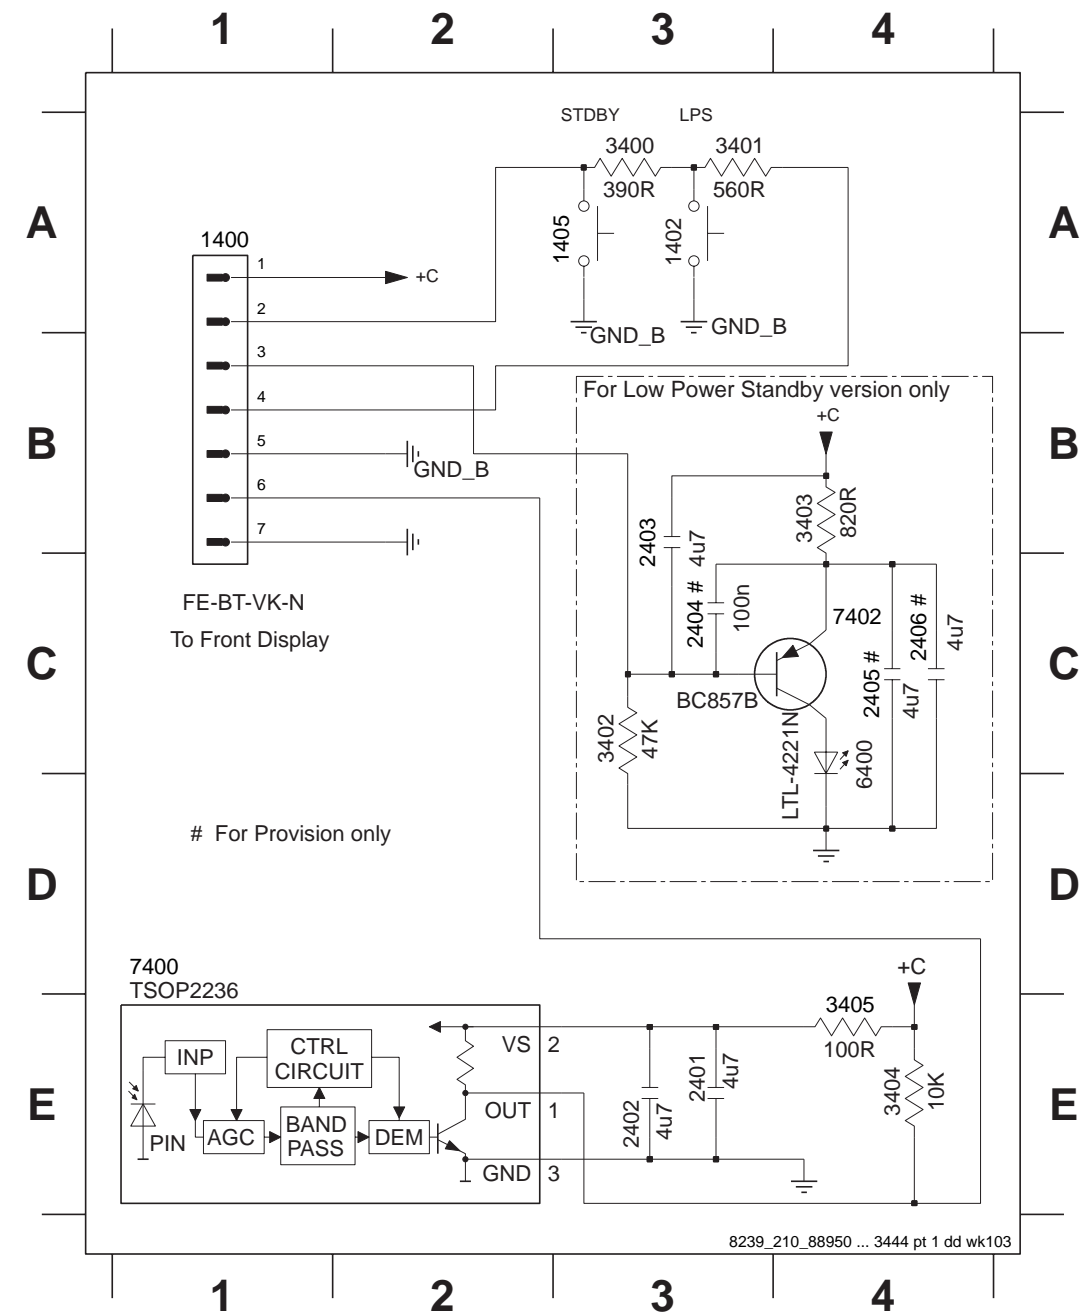 1 2 3 4
STDBY LPS
3400 3401
390R 560R
A A
1405 1402
1400
1
+C
2
GND_B GND_B
3
For Low Power Standby version only
4
+C
B B
5
GND_B
6
3403 820R
2403 4u7
7
FE-BT-VK-N
2404 # 100n
7402
2406 # 4u7
To Front Display
C C
2405 # 4u7
BC857B
3402 47K
LTL-4221N
6400
# For Provision only
D D
7400
TSOP2236
+C
3405
VS 2
100R
INP
CTRL
CIRCUIT
2401 4u7
3404 10K
E E
OUT 1
2402 4u7
PIN
AGC
BAND
PASS
DEM
GND 3
8239_210_88950 ... 3444 pt 1 dd wk103
1 2 3 4